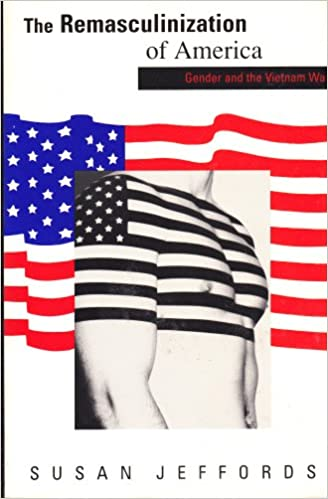 The Remasculinization
of America
Gender and the Vietnam Wa
SUSAN JEFFORDS